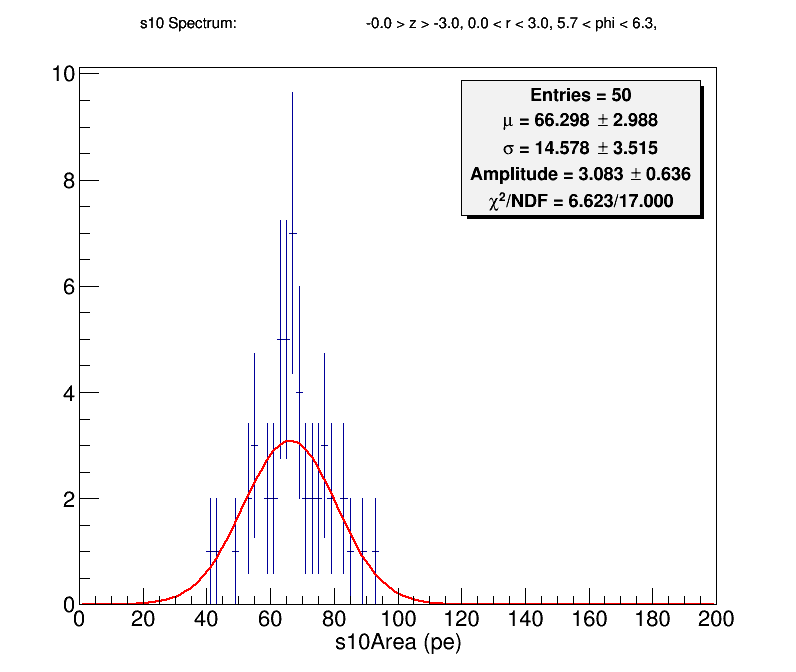 s10 Spectrum: -0.0 > z > -3.0, 0.0 < r < 3.0, 5.7 < phi < 6.3,
Entries = 50
μ = 66.298 ± 2.988
σ = 14.578 ± 3.515
Amplitude = 3.083 ± 0.636
χ²/NDF = 6.623/17.000
10
8
6
4
2
0
0 20 40 60 80 100 120 140 160 180 200
s10Area (pe)